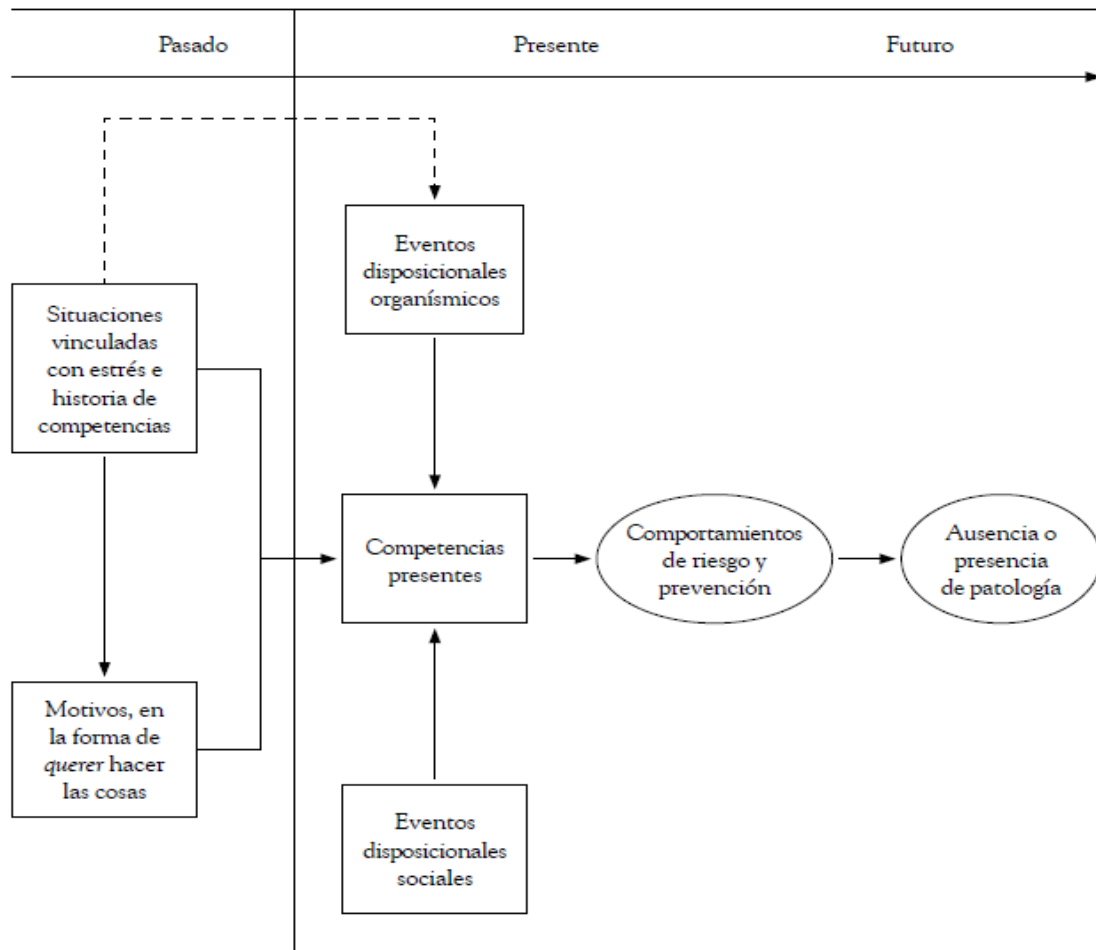 Pasado
Presente
Futuro
Eventos
disposicionales
organísmicos
Situaciones
vinculadas
con estrés e
historia de
competencias
Competencias
presentes
Comportamientos
de riesgo y
prevención
Ausencia o
presencia
de patología
Motivos, en
la forma de
querer hacer
las cosas
Eventos
disposicionales
sociales